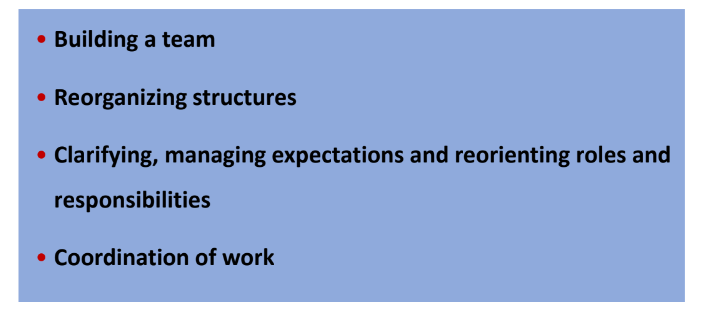 • Building a team
• Reorganizing structures
• Clarifying, managing expectations and reorienting roles and
responsibilities
• Coordination of work